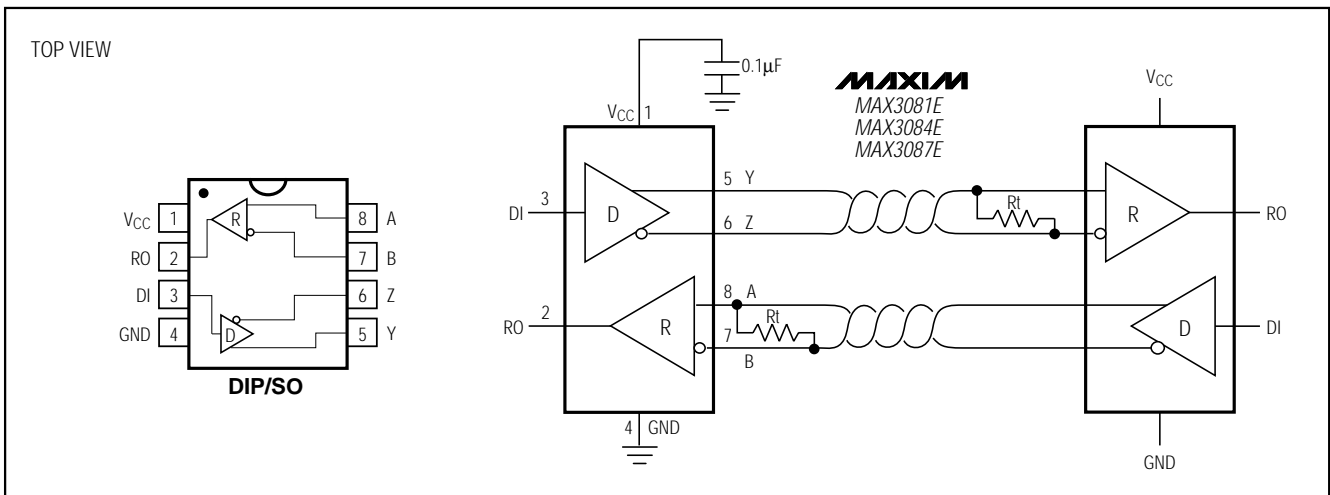 TOP VIEW
VCC 1
RO 2
DI 3
GND 4
8 A
7 B
6 Z
5 Y
R
D
DIP/SO
0.1µF
VCC 1
MAXIM
MAX3081E
MAX3084E
MAX3087E
VCC
DI 3
D
5 Y
6 Z
Rt
R
RO
RO 2
R
8 A
7
B
Rt
D
DI
4 GND
GND